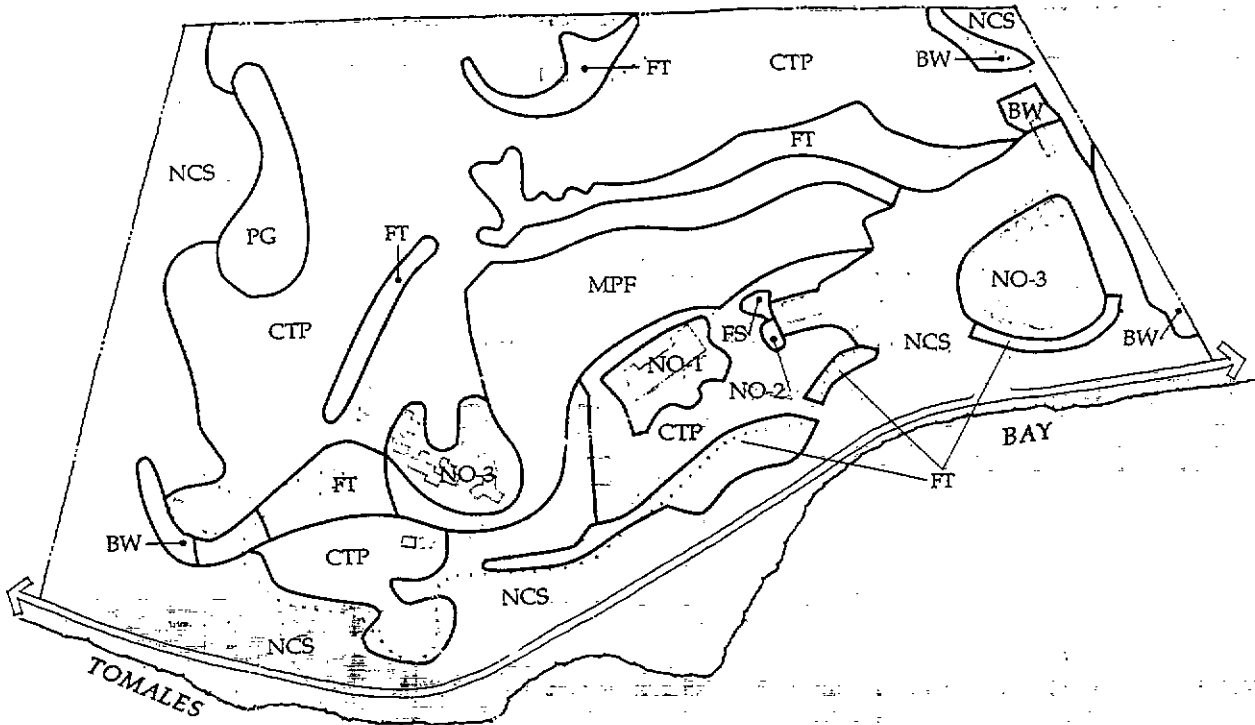 NCS
BW
FT
CTP
BW
FT
NCS
PG
FT
NO-3
MPF
CTP
FS
NCS
BW
NO-1
NO-2
BAY
CTP
NO-3
FT
FT
BW
CTP
NCS
NCS
TOMALES